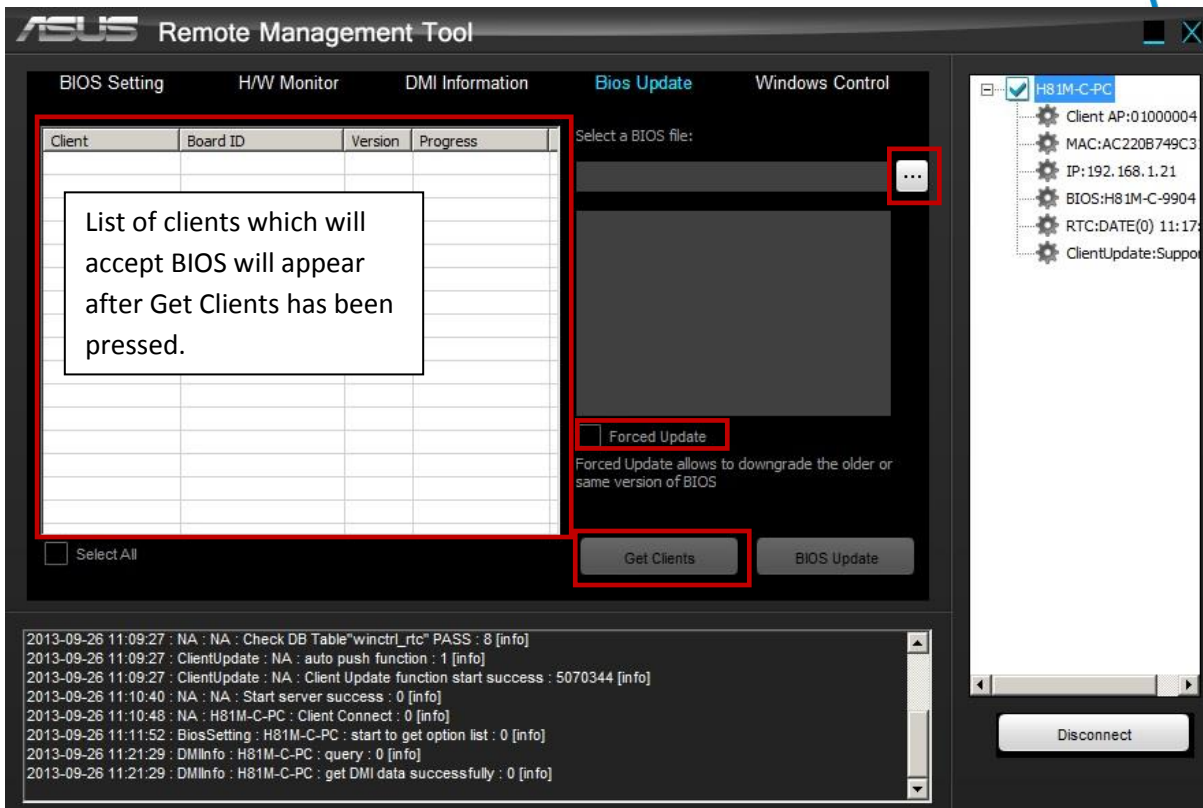 ASUS Remote Management Tool
BIOS Setting H/W Monitor DMI Information Bios Update Windows Control
Client Board ID Version Progress
List of clients which will
accept BIOS will appear
after Get Clients has been
pressed.
Select All
Select a BIOS file:
...
Forced Update
Forced Update allows to downgrade the older or
same version of BIOS
Get Clients BIOS Update
2013-09-26 11:09:27 : NA : NA : Check DB Table"winctrl_rtc" PASS : 8 [info]
2013-09-26 11:09:27 : ClientUpdate : NA : auto push function : 1 [info]
2013-09-26 11:09:27 : ClientUpdate : NA : Client Update function start success : 5070344 [info]
2013-09-26 11:10:40 : NA : NA : Start server success : 0 [info]
2013-09-26 11:10:48 : NA : H81M-C-PC : Client Connect : 0 [info]
2013-09-26 11:11:52 : BiosSetting : H81M-C-PC : start to get option list : 0 [info]
2013-09-26 11:21:29 : DMIInfo : H81M-C-PC : query : 0 [info]
2013-09-26 11:21:29 : DMIInfo : H81M-C-PC : get DMI data successfully : 0 [info]
H81M-C-PC
Client AP:01000004
MAC:AC220B749C3
IP:192.168.1.21
BIOS:H81M-C-9904
RTC:DATE(0) 11:17:
ClientUpdate:Suppor
Disconnect